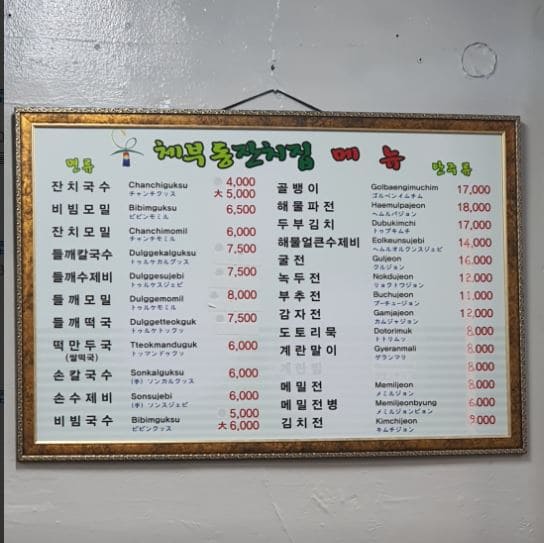 체부동잔치집 메뉴
면류
잔치국수 Chanchiguksu 4,000
チャンチクッス 大 5,000
비빔모밀 Bibimguksu 6,500
ビビンモミル
잔치모밀 Chanchimomil 6,000
チャンチモミル
들깨칼국수 Dulggekalguksu 7,500
トゥルケカルグッス
들깨수제비 Dulggesujebi 7,500
トゥルケスジェビ
들깨모밀 Dulggemomil 8,000
トゥルケモミル
들깨떡국 Dulggetteokguk 7,500
トゥルケトックッ
떡만두국 Tteokmanduguk 6,000
(쌀떡국) トッマンドゥクッ
손칼국수 Sonkalguksu 6,000
(手) ソンカルグクス
손수제비 Sonsujebi 6,000
(手) ソンスジェビ
비빔국수 Bibimguksu 5,000
ビビンクッス 大 6,000
안주류
골뱅이 Golbaengimuchim 17,000
ゴルベンイムチム
해물파전 Haemulpajeon 18,000
ヘムルパジョン
두부김치 Dubukimchi 17,000
トゥブキムチ
해물얼큰수제비 Eolkeunsujebi 14,000
ヘムルオルクンスジェビ
굴전 Guljeon 16,000
クルジョン
녹두전 Nokdujeon 12,000
リョクトウジョン
부추전 Buchujeon 11,000
ブーチュージョン
감자전 Gamjajeon 12,000
カムジャジョン
도토리묵 Dotorimuk 8,000
トトリムッ
계란말이 Gyeranmali 8,000
ゲランマリ
8,000
메밀전 Memiljeon 8,000
メミルジョン
메밀전병 Memiljeonbyung 6,000
メミルジョンビョン
김치전 Kimchijeon 8,000
キムチジョン